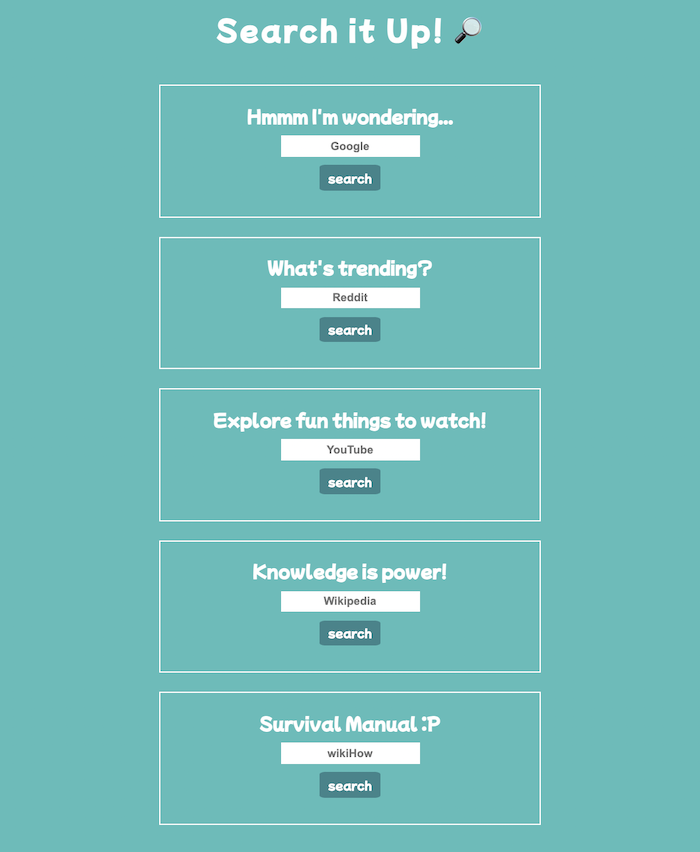 Search it Up! 🔎
Hmmm I'm wondering...
Google
search
What's trending?
Reddit
search
Explore fun things to watch!
YouTube
search
Knowledge is power!
Wikipedia
search
Survival Manual :P
wikiHow
search